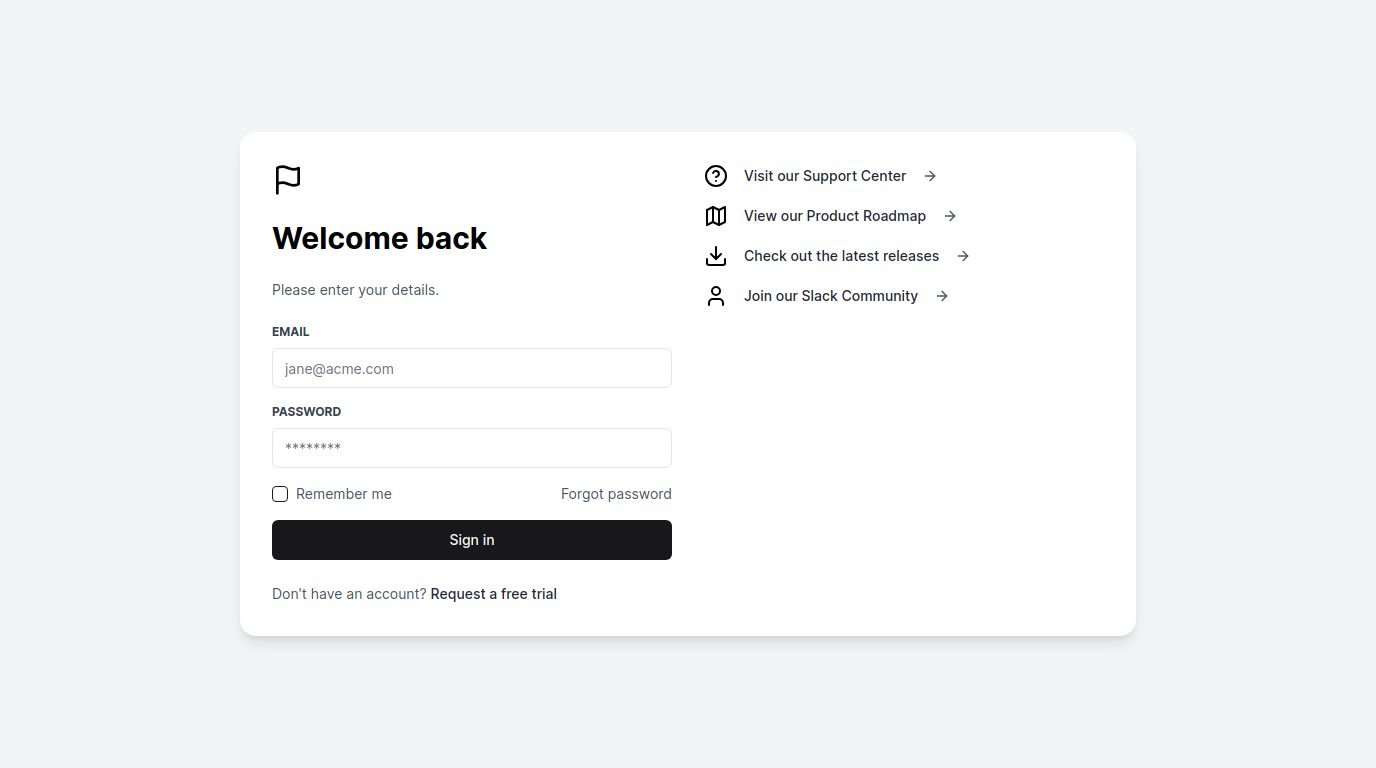 Welcome back
Please enter your details.
EMAIL
jane@acme.com
PASSWORD
********
Remember me
Forgot password
Sign in
Don't have an account? Request a free trial
Visit our Support Center
View our Product Roadmap
Check out the latest releases
Join our Slack Community